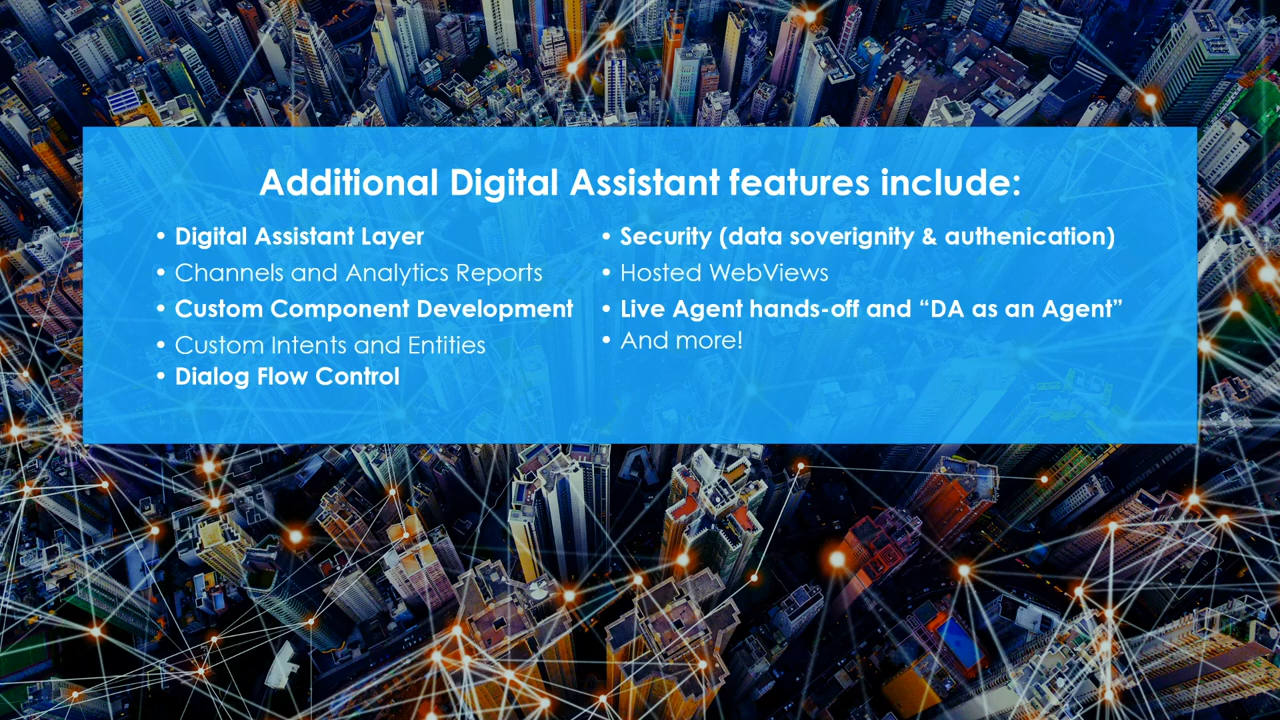 Additional Digital Assistant features include:
• Digital Assistant Layer
• Channels and Analytics Reports
• Custom Component Development
• Custom Intents and Entities
• Dialog Flow Control
• Security (data soverignity & authenication)
• Hosted WebViews
• Live Agent hands-off and “DA as an Agent”
• And more!